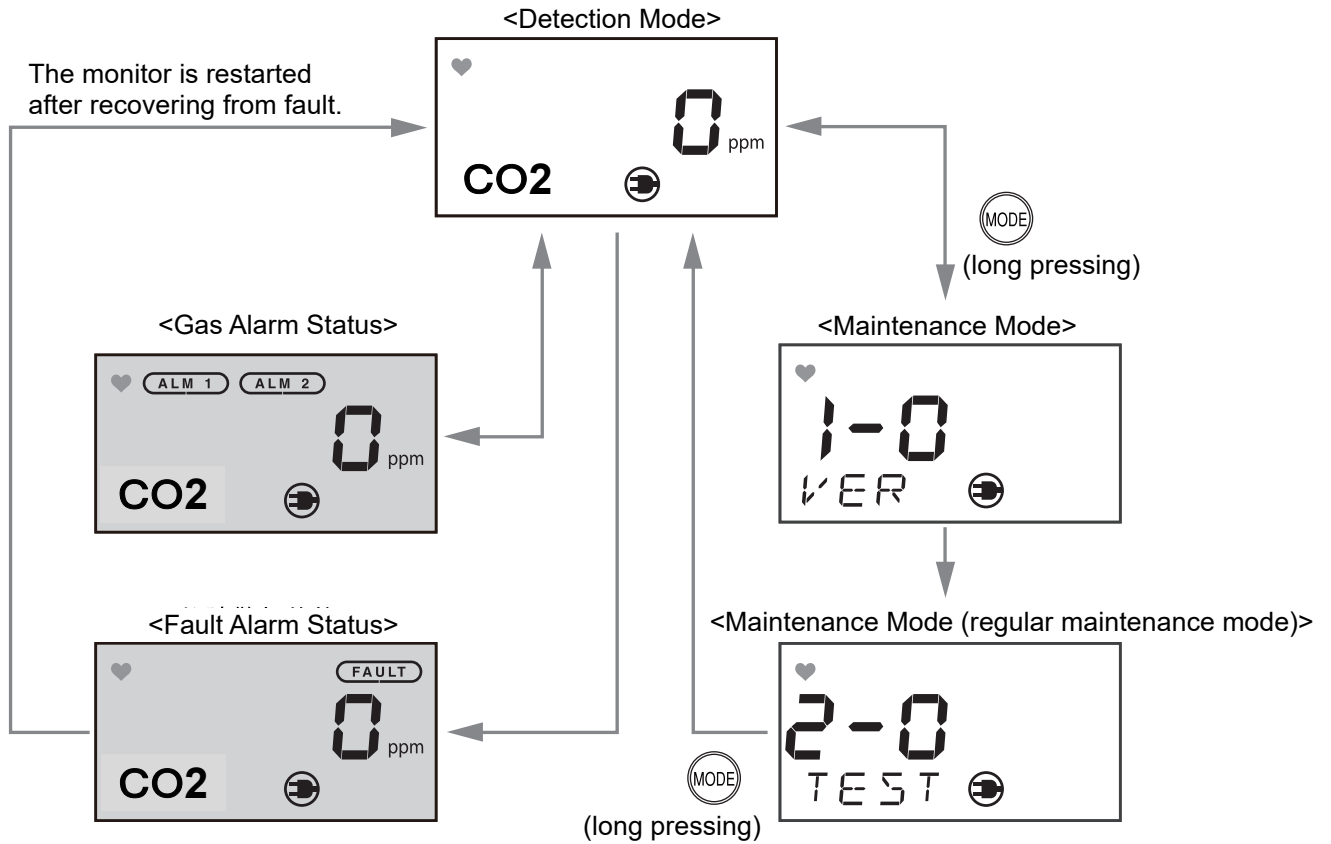 <Detection Mode>
The monitor is restarted
after recovering from fault.
0
ppm
CO2
MODE
(long pressing)
<Gas Alarm Status>
ALM 1 ALM 2
0
ppm
CO2
<Maintenance Mode>
1-0
VER
<Fault Alarm Status>
FAULT
0
ppm
CO2
<Maintenance Mode (regular maintenance mode)>
2-0
TEST
MODE
(long pressing)